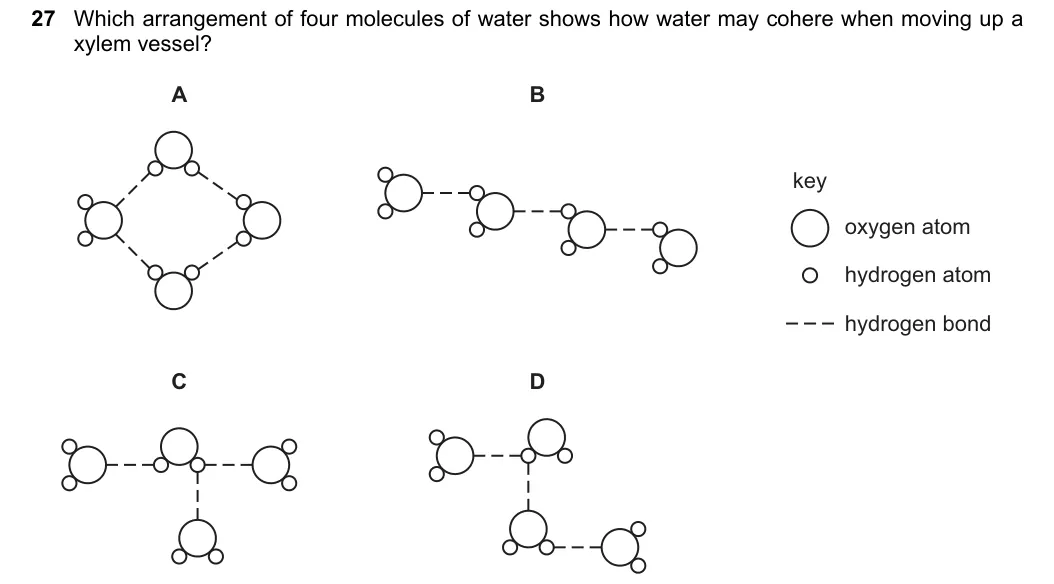 27 Which arrangement of four molecules of water shows how water may cohere when moving up a
xylem vessel?
A
B
key
oxygen atom
hydrogen atom
hydrogen bond
C
D